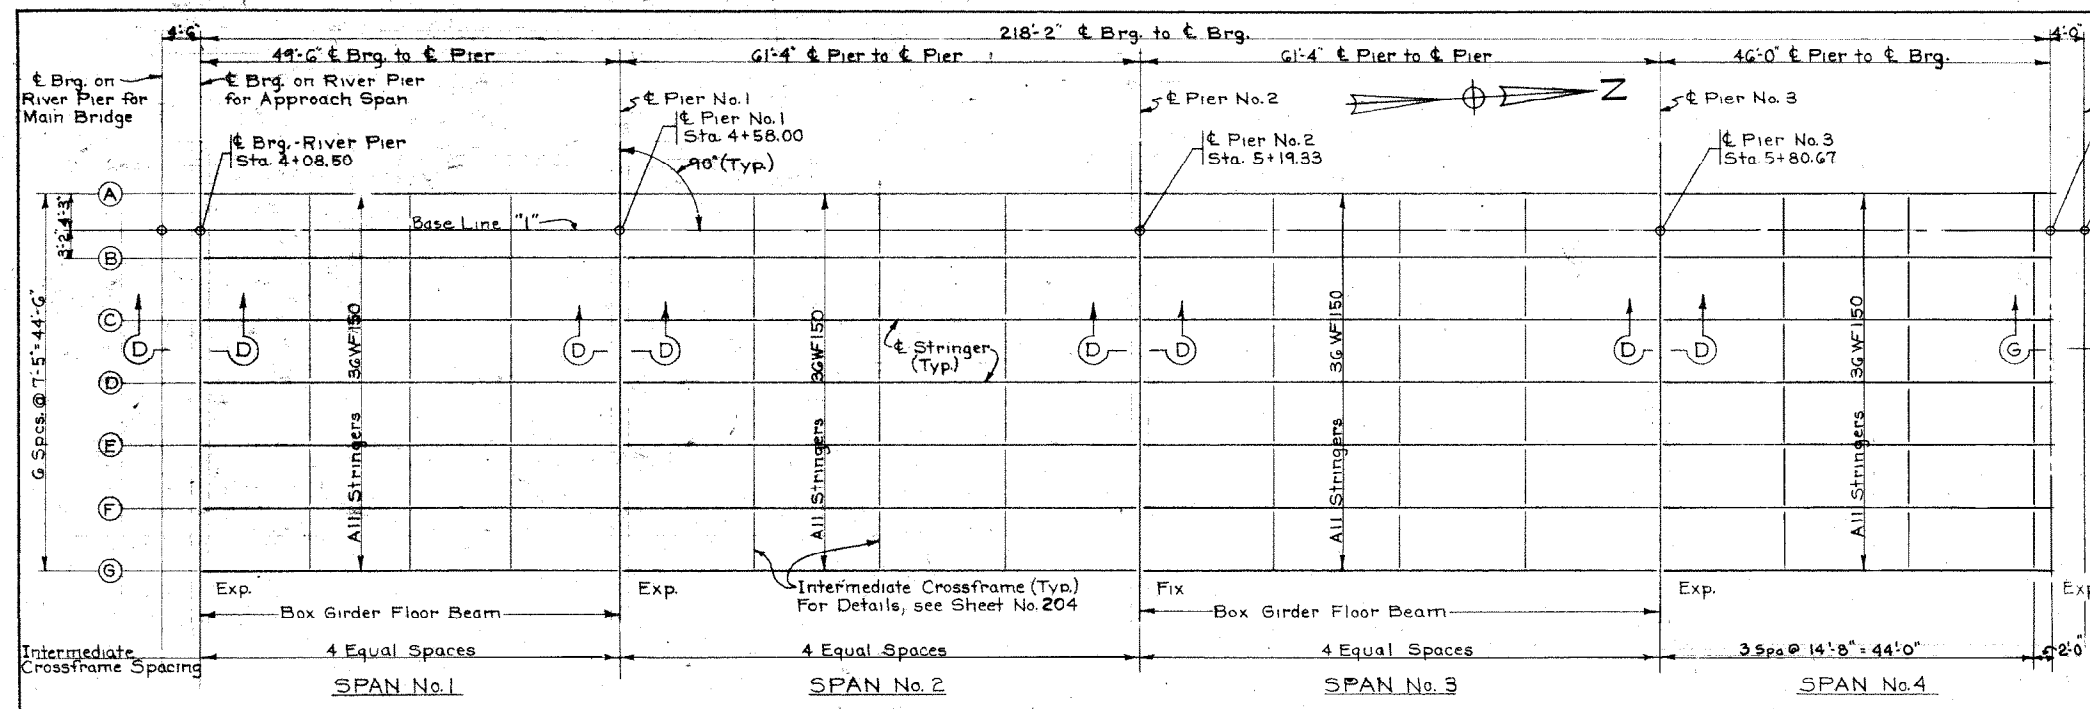 4'-6"
218'-2" ℄ Brg. to ℄ Brg.
4'-0"
49'-6" ℄ Brg. to ℄ Pier
61'-4" ℄ Pier to ℄ Pier
61'-4" ℄ Pier to ℄ Pier
46'-0" ℄ Pier to ℄ Brg.
℄ Brg. on
River Pier for
Main Bridge
℄ Brg. on River Pier
for Approach Span
℄ Pier No.1
℄ Pier No.2
℄ Pier No. 3
Z
℄ Brg.-River Pier
Sta. 4+08.50
℄ Pier No.1
Sta. 4+58.00
90° (Typ.)
℄ Pier No.2
Sta. 5+19.33
℄ Pier No. 3
Sta. 5+80.67
A
4'-3"
Base Line "1"
3'-2"
B
C
D
E
F
G
6 Spcs. @ 7'-5" = 44'-6"
D
D
D
D
D
D
D
D
G
All Stringers 36WF150
All Stringers 36WF150
All Stringers 36WF150
All Stringers 36WF150
℄ Stringer
(Typ.)
Exp.
Exp.
Fix
Exp.
Exp
Intermediate Crossframe (Typ.)
For Details, see Sheet No. 204
Box Girder Floor Beam
Box Girder Floor Beam
Intermediate
Crossframe Spacing
4 Equal Spaces
4 Equal Spaces
4 Equal Spaces
3 Spa @ 14'-8" = 44'-0"
2'-0"
SPAN No.1
SPAN No. 2
SPAN No. 3
SPAN No.4